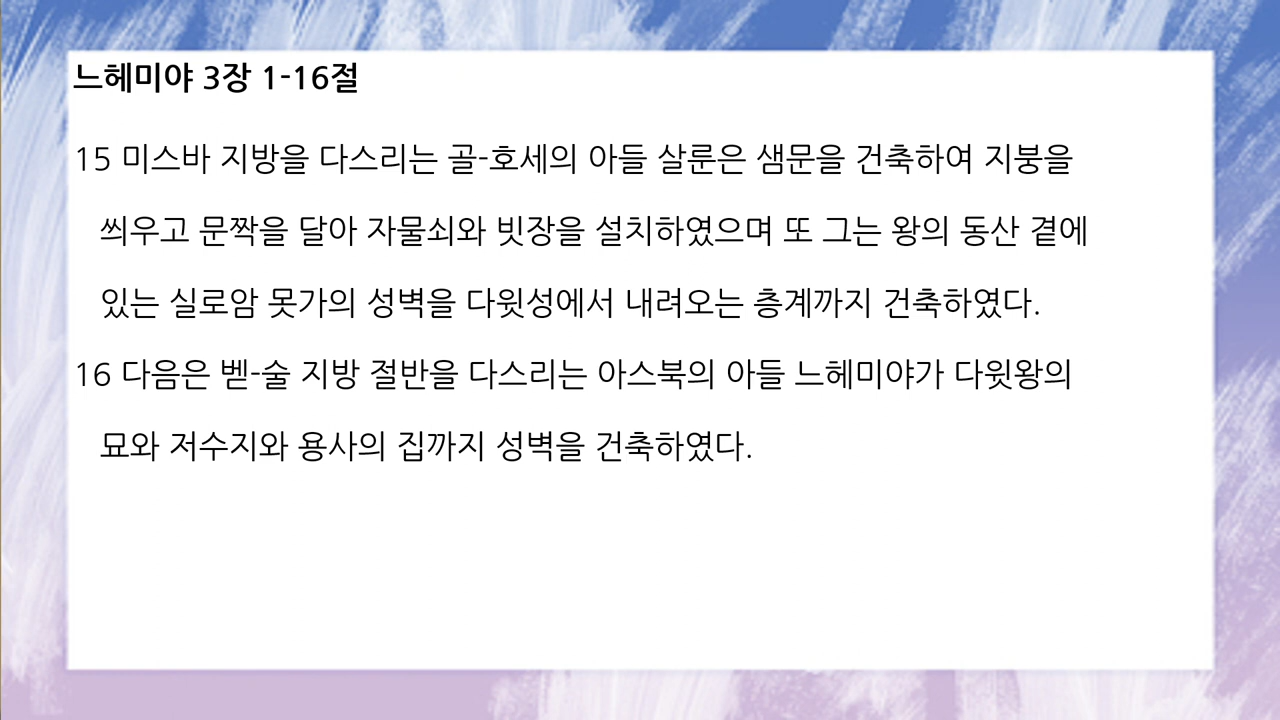 느헤미야 3장 1-16절
15 미스바 지방을 다스리는 골-호세의 아들 살룬은 샘문을 건축하여 지붕을
씌우고 문짝을 달아 자물쇠와 빗장을 설치하였으며 또 그는 왕의 동산 곁에
있는 실로암 못가의 성벽을 다윗성에서 내려오는 층계까지 건축하였다.
16 다음은 벧-술 지방 절반을 다스리는 아스북의 아들 느헤미야가 다윗왕의
묘와 저수지와 용사의 집까지 성벽을 건축하였다.